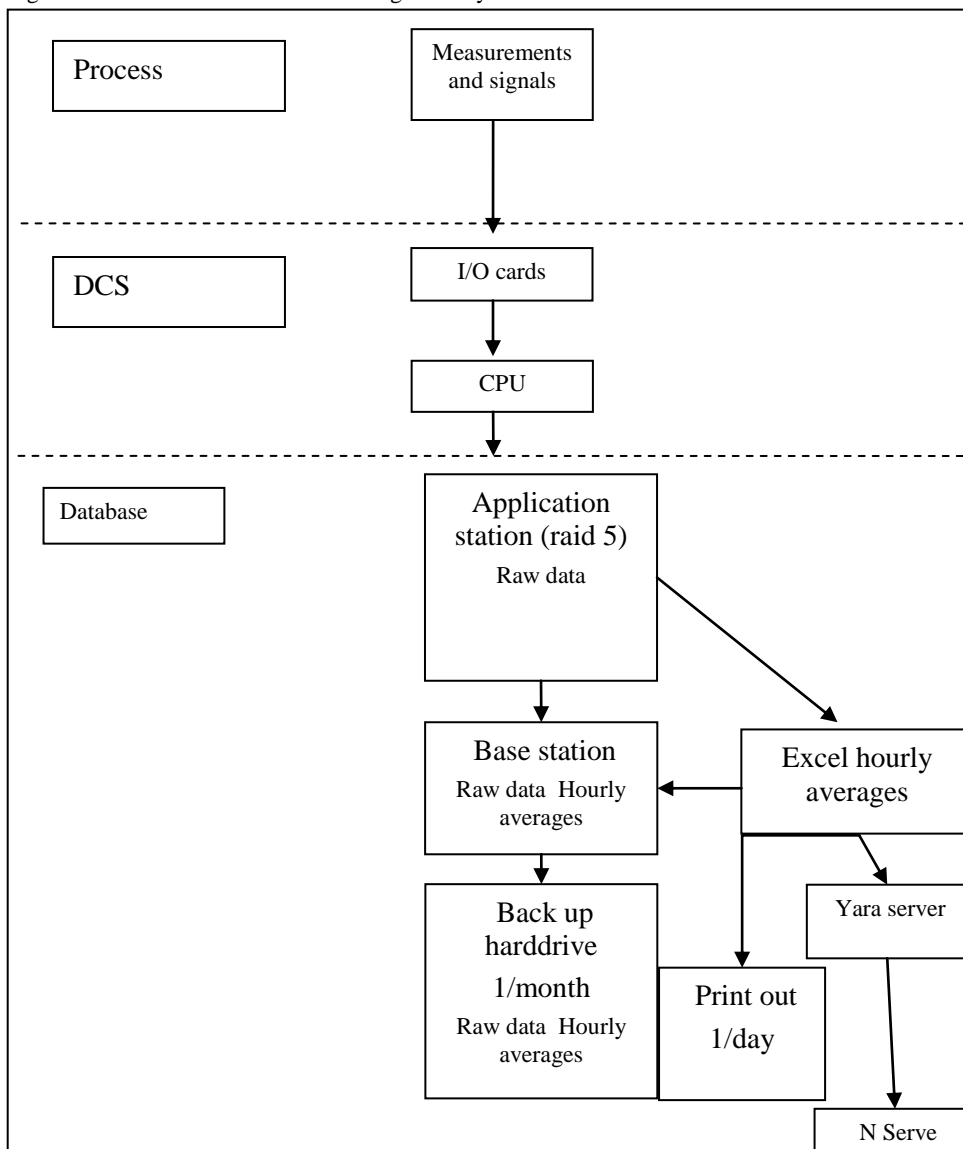 Process
Measurements
and signals
DCS
I/O cards
CPU
Database
Application
station (raid 5)
Raw data
Base station
Raw data Hourly
averages
Excel hourly
averages
Back up
harddrive
1/month
Raw data Hourly
averages
Print out
1/day
Yara server
N Serve